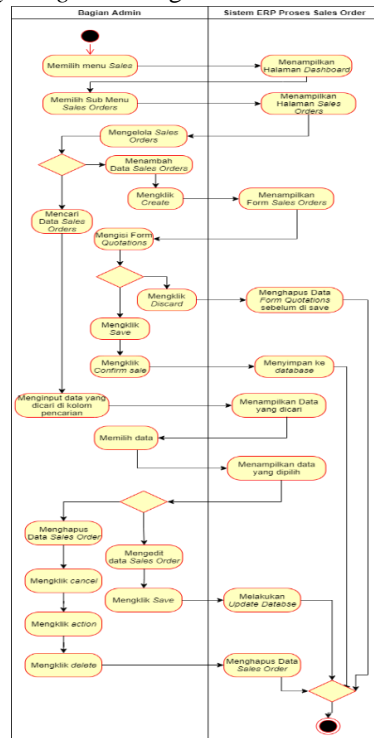 Bagian Admin
Sistem ERP Proses Sales Order
Memilih menu Sales
Menampilkan
Halaman Dashboard
Memilih Sub Menu
Sales Orders
Menampilkan
Halaman Sales
Orders
Mengelola Sales
Orders
Menambah
Data Sales Orders
Mencari
Data Sales
Orders
Mengklik
Create
Menampilkan
Form Sales Orders
Mengisi Form
Quotations
Mengklik
Discard
Menghapus Data
Form Quotations
sebelum di save
Mengklik
Save
Mengklik
Confirm sale
Menyimpan ke
database
Menginput data yang
dicari di kolom
pencarian
Menampilkan Data
yang dicari
Memilih data
Menampilkan data
yang dipilih
Menghapus
Data Sales Order
Mengedit
data Sales Order
Mengklik cancel
Mengklik Save
Melakukan
Update Databse
Mengklik action
Mengklik delete
Menghapus Data
Sales Order